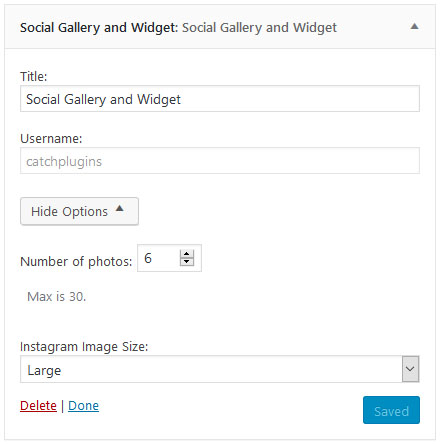 Social Gallery and Widget: Social Gallery and Widget
Title:
Social Gallery and Widget
Username:
catchplugins
Hide Options
Number of photos: 6
Max is 30.
Instagram Image Size:
Large
Delete | Done Saved